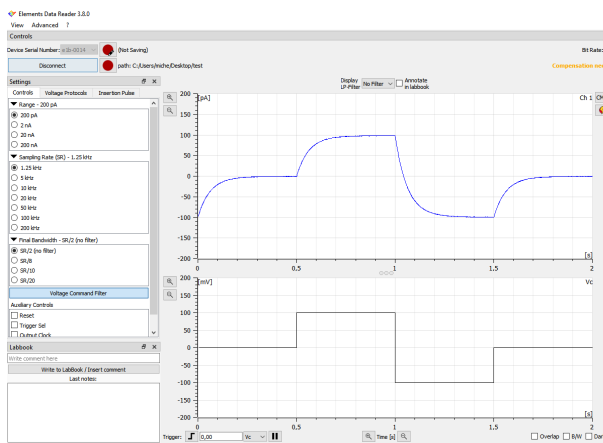 Elements Data Reader 3.8.0
View Advanced ?
Controls
Device Serial Number: e.Sr-0014 (Not Saving) Bit Rate:
Disconnect path: C:/Users/miche/Desktop/test Compensation
Settings
Controls Voltage Protocols Insertion Pulse
Range - 200 pA
200 pA
2 nA
20 nA
200 nA
Sampling Rate (SR) - 1.25 kHz
1.25 kHz
5 kHz
10 kHz
20 kHz
50 kHz
100 kHz
200 kHz
Final Bandwidth - SR/2 (no filter)
SR/2 (no filter)
SR/8
SR/10
SR/20
Voltage Command Filter
Auxiliary Controls
Reset
Trigger Sel
Output Clock
Labbook
Write comment here
Write to LabBook / Insert comment
Last notes:
Display
LP-Filter No Filter Annotate
in labbook
[pA] Ch 1
200
150
100
50
0
-50
-100
-150
-200
0 0,5 1 1,5 2
[s]
[mV] Vc
200
150
100
50
0
-50
-100
-150
-200
0 0,5 1 1,5 2
[s]
Trigger: 0,00 Vc Time [s] Overlap B/W Dar